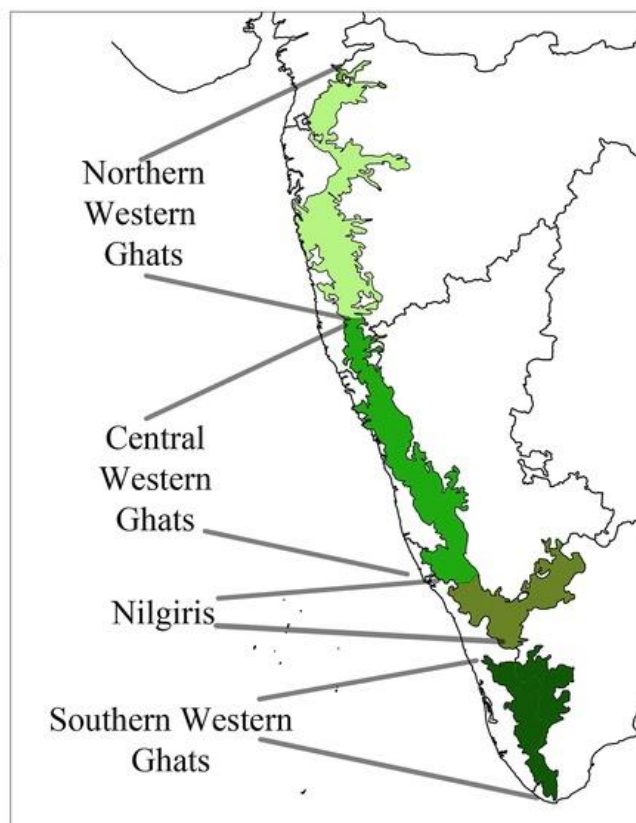 Northern
Western
Ghats
Central
Western
Ghats
Nilgiris
Southern Western
Ghats